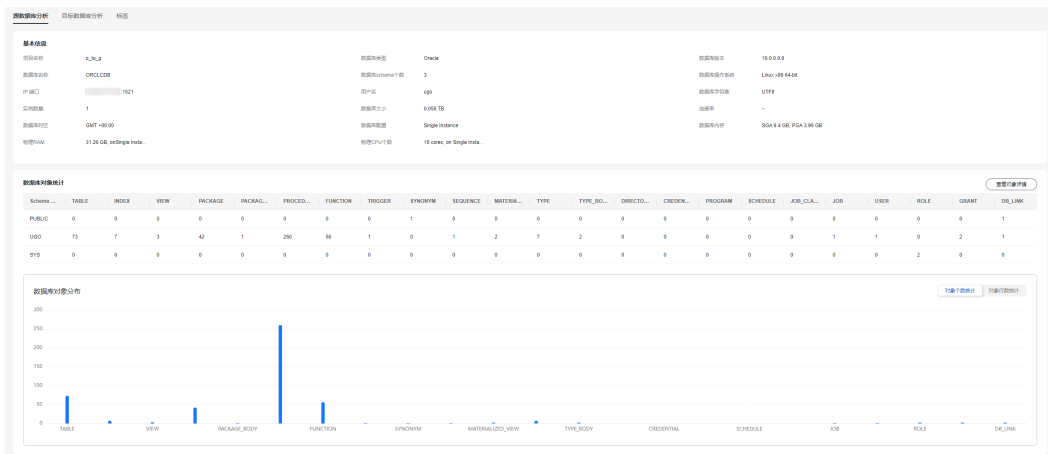 源数据库分析 目标数据库分析 标签
基本信息
项目名称 o_to_g 数据库类型 Oracle 数据库版本 19.0.0.0.0
数据库名称 ORCLCDB 数据库schema个数 3 数据库操作系统 Linux x86 64-bit
IP 端口 :1521 用户名 ugo 数据库字符集 UTF8
实例数量 1 数据库大小 0.058 TB 连接串 --
数据库时区 GMT +00:00 数据库配置 Single Instance 数据库内存 SGA 9.4 GB, PGA 3.96 GB
物理RAM 31.26 GB, onSingle Insta... 物理CPU个数 16 cores, on Single Insta...
数据库对象统计 查看对象详情
Schema ... TABLE INDEX VIEW PACKAGE PACKAG... PROCED... FUNCTION TRIGGER SYNONYM SEQUENCE MATERIA... TYPE TYPE_BO... DIRECTO... CREDEN... PROGRAM SCHEDULE JOB_CLA... JOB USER ROLE GRANT DB_LINK
PUBLIC 0 0 0 0 0 0 0 0 1 0 0 0 0 0 0 0 0 0 0 0 0 0 1
UGO 73 7 3 42 1 260 56 1 0 1 2 7 2 0 0 0 0 0 1 1 0 2 1
SYS 0 0 0 0 0 0 0 0 0 0 0 0 0 0 0 0 0 0 0 0 2 0 0
数据库对象分布 对象个数统计 对象行数统计
300
250
200
150
100
50
0
TABLE VIEW PACKAGE_BODY FUNCTION SYNONYM MATERIALIZED_VIEW TYPE_BODY CREDENTIAL SCHEDULE JOB ROLE DB_LINK